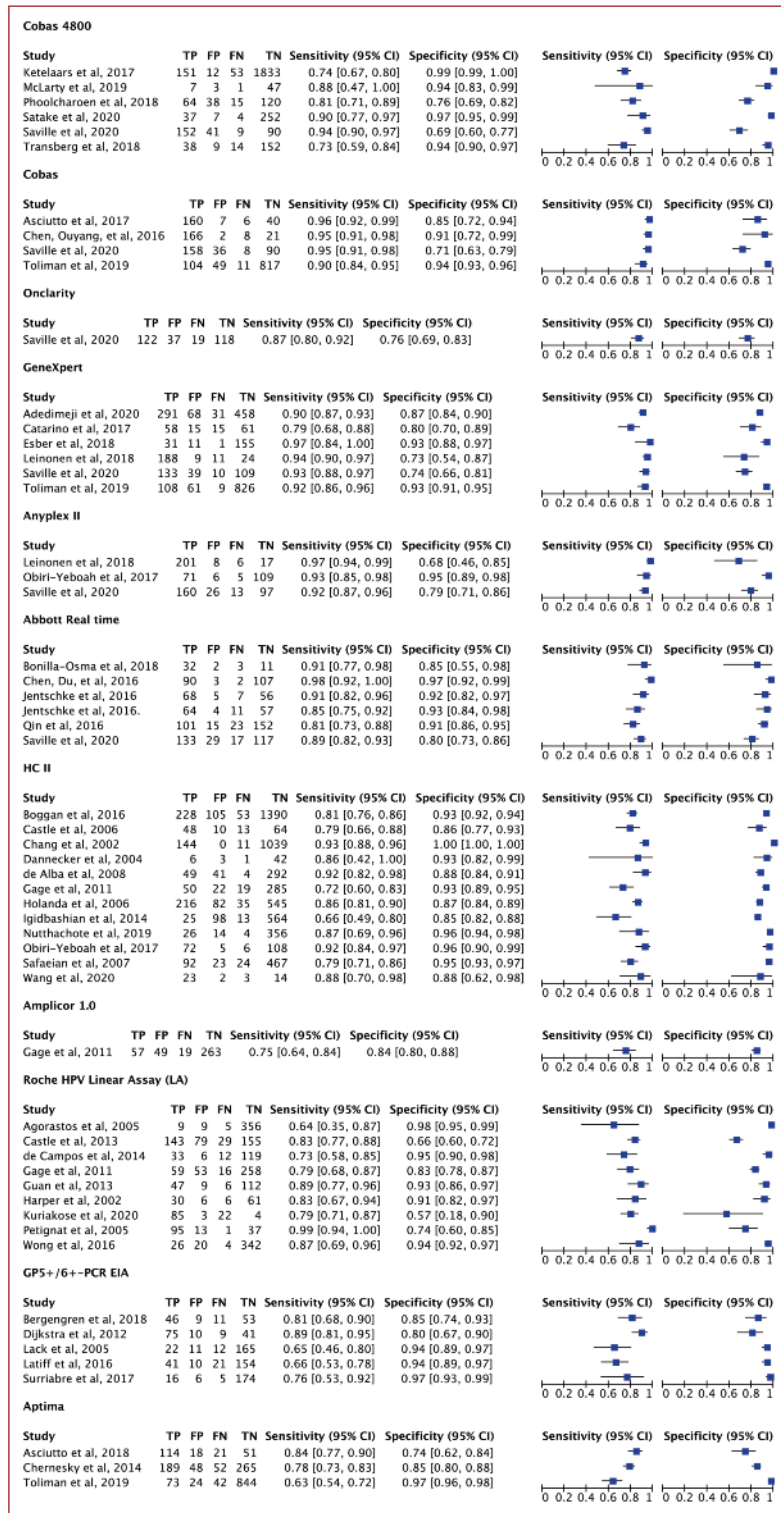 Cobas 4800
Study TP FP FN TN Sensitivity (95% CI) Specificity (95% CI)
Ketelaars et al, 2017 151 12 53 1833 0.74 [0.67, 0.80] 0.99 [0.99, 1.00]
McLarty et al, 2019 7 3 1 47 0.88 [0.47, 1.00] 0.94 [0.83, 0.99]
Phoolcharoen et al, 2018 64 38 15 120 0.81 [0.71, 0.89] 0.76 [0.69, 0.82]
Satake et al, 2020 37 7 4 252 0.90 [0.77, 0.97] 0.97 [0.95, 0.99]
Saville et al, 2020 152 41 9 90 0.94 [0.90, 0.97] 0.69 [0.60, 0.77]
Transberg et al, 2018 38 9 14 152 0.73 [0.59, 0.84] 0.94 [0.90, 0.97]
0 0.2 0.4 0.6 0.8 1 0 0.2 0.4 0.6 0.8 1
Cobas
Study TP FP FN TN Sensitivity (95% CI) Specificity (95% CI)
Asciutto et al, 2017 160 7 6 40 0.96 [0.92, 0.99] 0.85 [0.72, 0.94]
Chen, Ouyang, et al, 2016 166 2 8 21 0.95 [0.91, 0.98] 0.91 [0.72, 0.99]
Saville et al, 2020 158 36 8 90 0.95 [0.91, 0.98] 0.71 [0.63, 0.79]
Toliman et al, 2019 104 49 11 817 0.90 [0.84, 0.95] 0.94 [0.93, 0.96]
0 0.2 0.4 0.6 0.8 1 0 0.2 0.4 0.6 0.8 1
Onclarity
Study TP FP FN TN Sensitivity (95% CI) Specificity (95% CI)
Saville et al, 2020 122 37 19 118 0.87 [0.80, 0.92] 0.76 [0.69, 0.83]
0 0.2 0.4 0.6 0.8 1 0 0.2 0.4 0.6 0.8 1
GeneXpert
Study TP FP FN TN Sensitivity (95% CI) Specificity (95% CI)
Adedimeji et al, 2020 291 68 31 458 0.90 [0.87, 0.93] 0.87 [0.84, 0.90]
Catarino et al, 2017 58 15 15 61 0.79 [0.68, 0.88] 0.80 [0.70, 0.89]
Esber et al, 2018 31 11 1 155 0.97 [0.84, 1.00] 0.93 [0.88, 0.97]
Leinonen et al, 2018 188 9 11 24 0.94 [0.90, 0.97] 0.73 [0.54, 0.87]
Saville et al, 2020 133 39 10 109 0.93 [0.88, 0.97] 0.74 [0.66, 0.81]
Toliman et al, 2019 108 61 9 826 0.92 [0.86, 0.96] 0.93 [0.91, 0.95]
0 0.2 0.4 0.6 0.8 1 0 0.2 0.4 0.6 0.8 1
Anyplex II
Study TP FP FN TN Sensitivity (95% CI) Specificity (95% CI)
Leinonen et al, 2018 201 8 6 17 0.97 [0.94, 0.99] 0.68 [0.46, 0.85]
Obiri-Yeboah et al, 2017 71 6 5 109 0.93 [0.85, 0.98] 0.95 [0.89, 0.98]
Saville et al, 2020 160 26 13 97 0.92 [0.87, 0.96] 0.79 [0.71, 0.86]
0 0.2 0.4 0.6 0.8 1 0 0.2 0.4 0.6 0.8 1
Abbott Real time
Study TP FP FN TN Sensitivity (95% CI) Specificity (95% CI)
Bonilla-Osma et al, 2018 32 2 3 11 0.91 [0.77, 0.98] 0.85 [0.55, 0.98]
Chen, Du, et al, 2016 90 3 2 107 0.98 [0.92, 1.00] 0.97 [0.92, 0.99]
Jentschke et al, 2016 68 5 7 56 0.91 [0.82, 0.96] 0.92 [0.82, 0.97]
Jentschke et al, 2016. 64 4 11 57 0.85 [0.75, 0.92] 0.93 [0.84, 0.98]
Qin et al, 2016 101 15 23 152 0.81 [0.73, 0.88] 0.91 [0.86, 0.95]
Saville et al, 2020 133 29 17 117 0.89 [0.82, 0.93] 0.80 [0.73, 0.86]
0 0.2 0.4 0.6 0.8 1 0 0.2 0.4 0.6 0.8 1
HC II
Study TP FP FN TN Sensitivity (95% CI) Specificity (95% CI)
Boggan et al, 2016 228 105 53 1390 0.81 [0.76, 0.86] 0.93 [0.92, 0.94]
Castle et al, 2006 48 10 13 64 0.79 [0.66, 0.88] 0.86 [0.77, 0.93]
Chang et al, 2002 144 0 11 1039 0.93 [0.88, 0.96] 1.00 [1.00, 1.00]
Dannecker et al, 2004 6 3 1 42 0.86 [0.42, 1.00] 0.93 [0.82, 0.99]
de Alba et al, 2008 49 41 4 292 0.92 [0.82, 0.98] 0.88 [0.84, 0.91]
Gage et al, 2011 50 22 19 285 0.72 [0.60, 0.83] 0.93 [0.89, 0.95]
Holanda et al, 2006 216 82 35 545 0.86 [0.81, 0.90] 0.87 [0.84, 0.89]
Igidbashian et al, 2014 25 98 13 564 0.66 [0.49, 0.80] 0.85 [0.82, 0.88]
Nutthachote et al, 2019 26 14 4 356 0.87 [0.69, 0.96] 0.96 [0.94, 0.98]
Obiri-Yeboah et al, 2017 72 5 6 108 0.92 [0.84, 0.97] 0.96 [0.90, 0.99]
Safaeian et al, 2007 92 23 24 467 0.79 [0.71, 0.86] 0.95 [0.93, 0.97]
Wang et al, 2020 23 2 3 14 0.88 [0.70, 0.98] 0.88 [0.62, 0.98]
0 0.2 0.4 0.6 0.8 1 0 0.2 0.4 0.6 0.8 1
Amplicor 1.0
Study TP FP FN TN Sensitivity (95% CI) Specificity (95% CI)
Gage et al, 2011 57 49 19 263 0.75 [0.64, 0.84] 0.84 [0.80, 0.88]
0 0.2 0.4 0.6 0.8 1 0 0.2 0.4 0.6 0.8 1
Roche HPV Linear Assay (LA)
Study TP FP FN TN Sensitivity (95% CI) Specificity (95% CI)
Agorastos et al, 2005 9 9 5 356 0.64 [0.35, 0.87] 0.98 [0.95, 0.99]
Castle et al, 2013 143 79 29 155 0.83 [0.77, 0.88] 0.66 [0.60, 0.72]
de Campos et al, 2014 33 6 12 119 0.73 [0.58, 0.85] 0.95 [0.90, 0.98]
Gage et al, 2011 59 53 16 258 0.79 [0.68, 0.87] 0.83 [0.78, 0.87]
Guan et al, 2013 47 9 6 112 0.89 [0.77, 0.96] 0.93 [0.86, 0.97]
Harper et al, 2002 30 6 6 61 0.83 [0.67, 0.94] 0.91 [0.82, 0.97]
Kuriakose et al, 2020 85 3 22 4 0.79 [0.71, 0.87] 0.57 [0.18, 0.90]
Petignat et al, 2005 95 13 1 37 0.99 [0.94, 1.00] 0.74 [0.60, 0.85]
Wong et al, 2016 26 20 4 342 0.87 [0.69, 0.96] 0.94 [0.92, 0.97]
0 0.2 0.4 0.6 0.8 1 0 0.2 0.4 0.6 0.8 1
GP5+/6+-PCR EIA
Study TP FP FN TN Sensitivity (95% CI) Specificity (95% CI)
Bergengren et al, 2018 46 9 11 53 0.81 [0.68, 0.90] 0.85 [0.74, 0.93]
Dijkstra et al, 2012 75 10 9 41 0.89 [0.81, 0.95] 0.80 [0.67, 0.90]
Lack et al, 2005 22 11 12 165 0.65 [0.46, 0.80] 0.94 [0.89, 0.97]
Latiff et al, 2016 41 10 21 154 0.66 [0.53, 0.78] 0.94 [0.89, 0.97]
Surriabre et al, 2017 16 6 5 174 0.76 [0.53, 0.92] 0.97 [0.93, 0.99]
0 0.2 0.4 0.6 0.8 1 0 0.2 0.4 0.6 0.8 1
Aptima
Study TP FP FN TN Sensitivity (95% CI) Specificity (95% CI)
Asciutto et al, 2018 114 18 21 51 0.84 [0.77, 0.90] 0.74 [0.62, 0.84]
Chernesky et al, 2014 189 48 52 265 0.78 [0.73, 0.83] 0.85 [0.80, 0.88]
Toliman et al, 2019 73 24 42 844 0.63 [0.54, 0.72] 0.97 [0.96, 0.98]
0 0.2 0.4 0.6 0.8 1 0 0.2 0.4 0.6 0.8 1